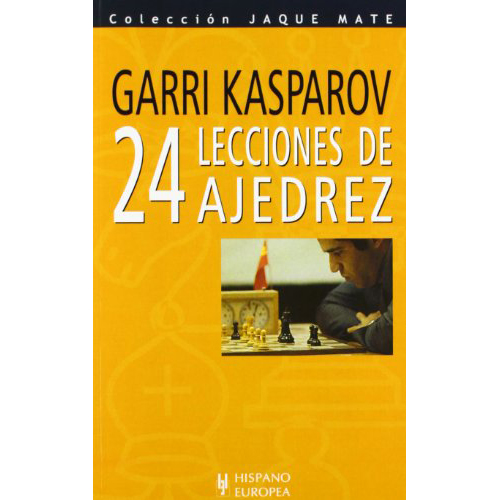 Colección JAQUE MATE
GARRI KASPAROV
24 LECCIONES DE
AJEDREZ
HISPANO
EUROPEA